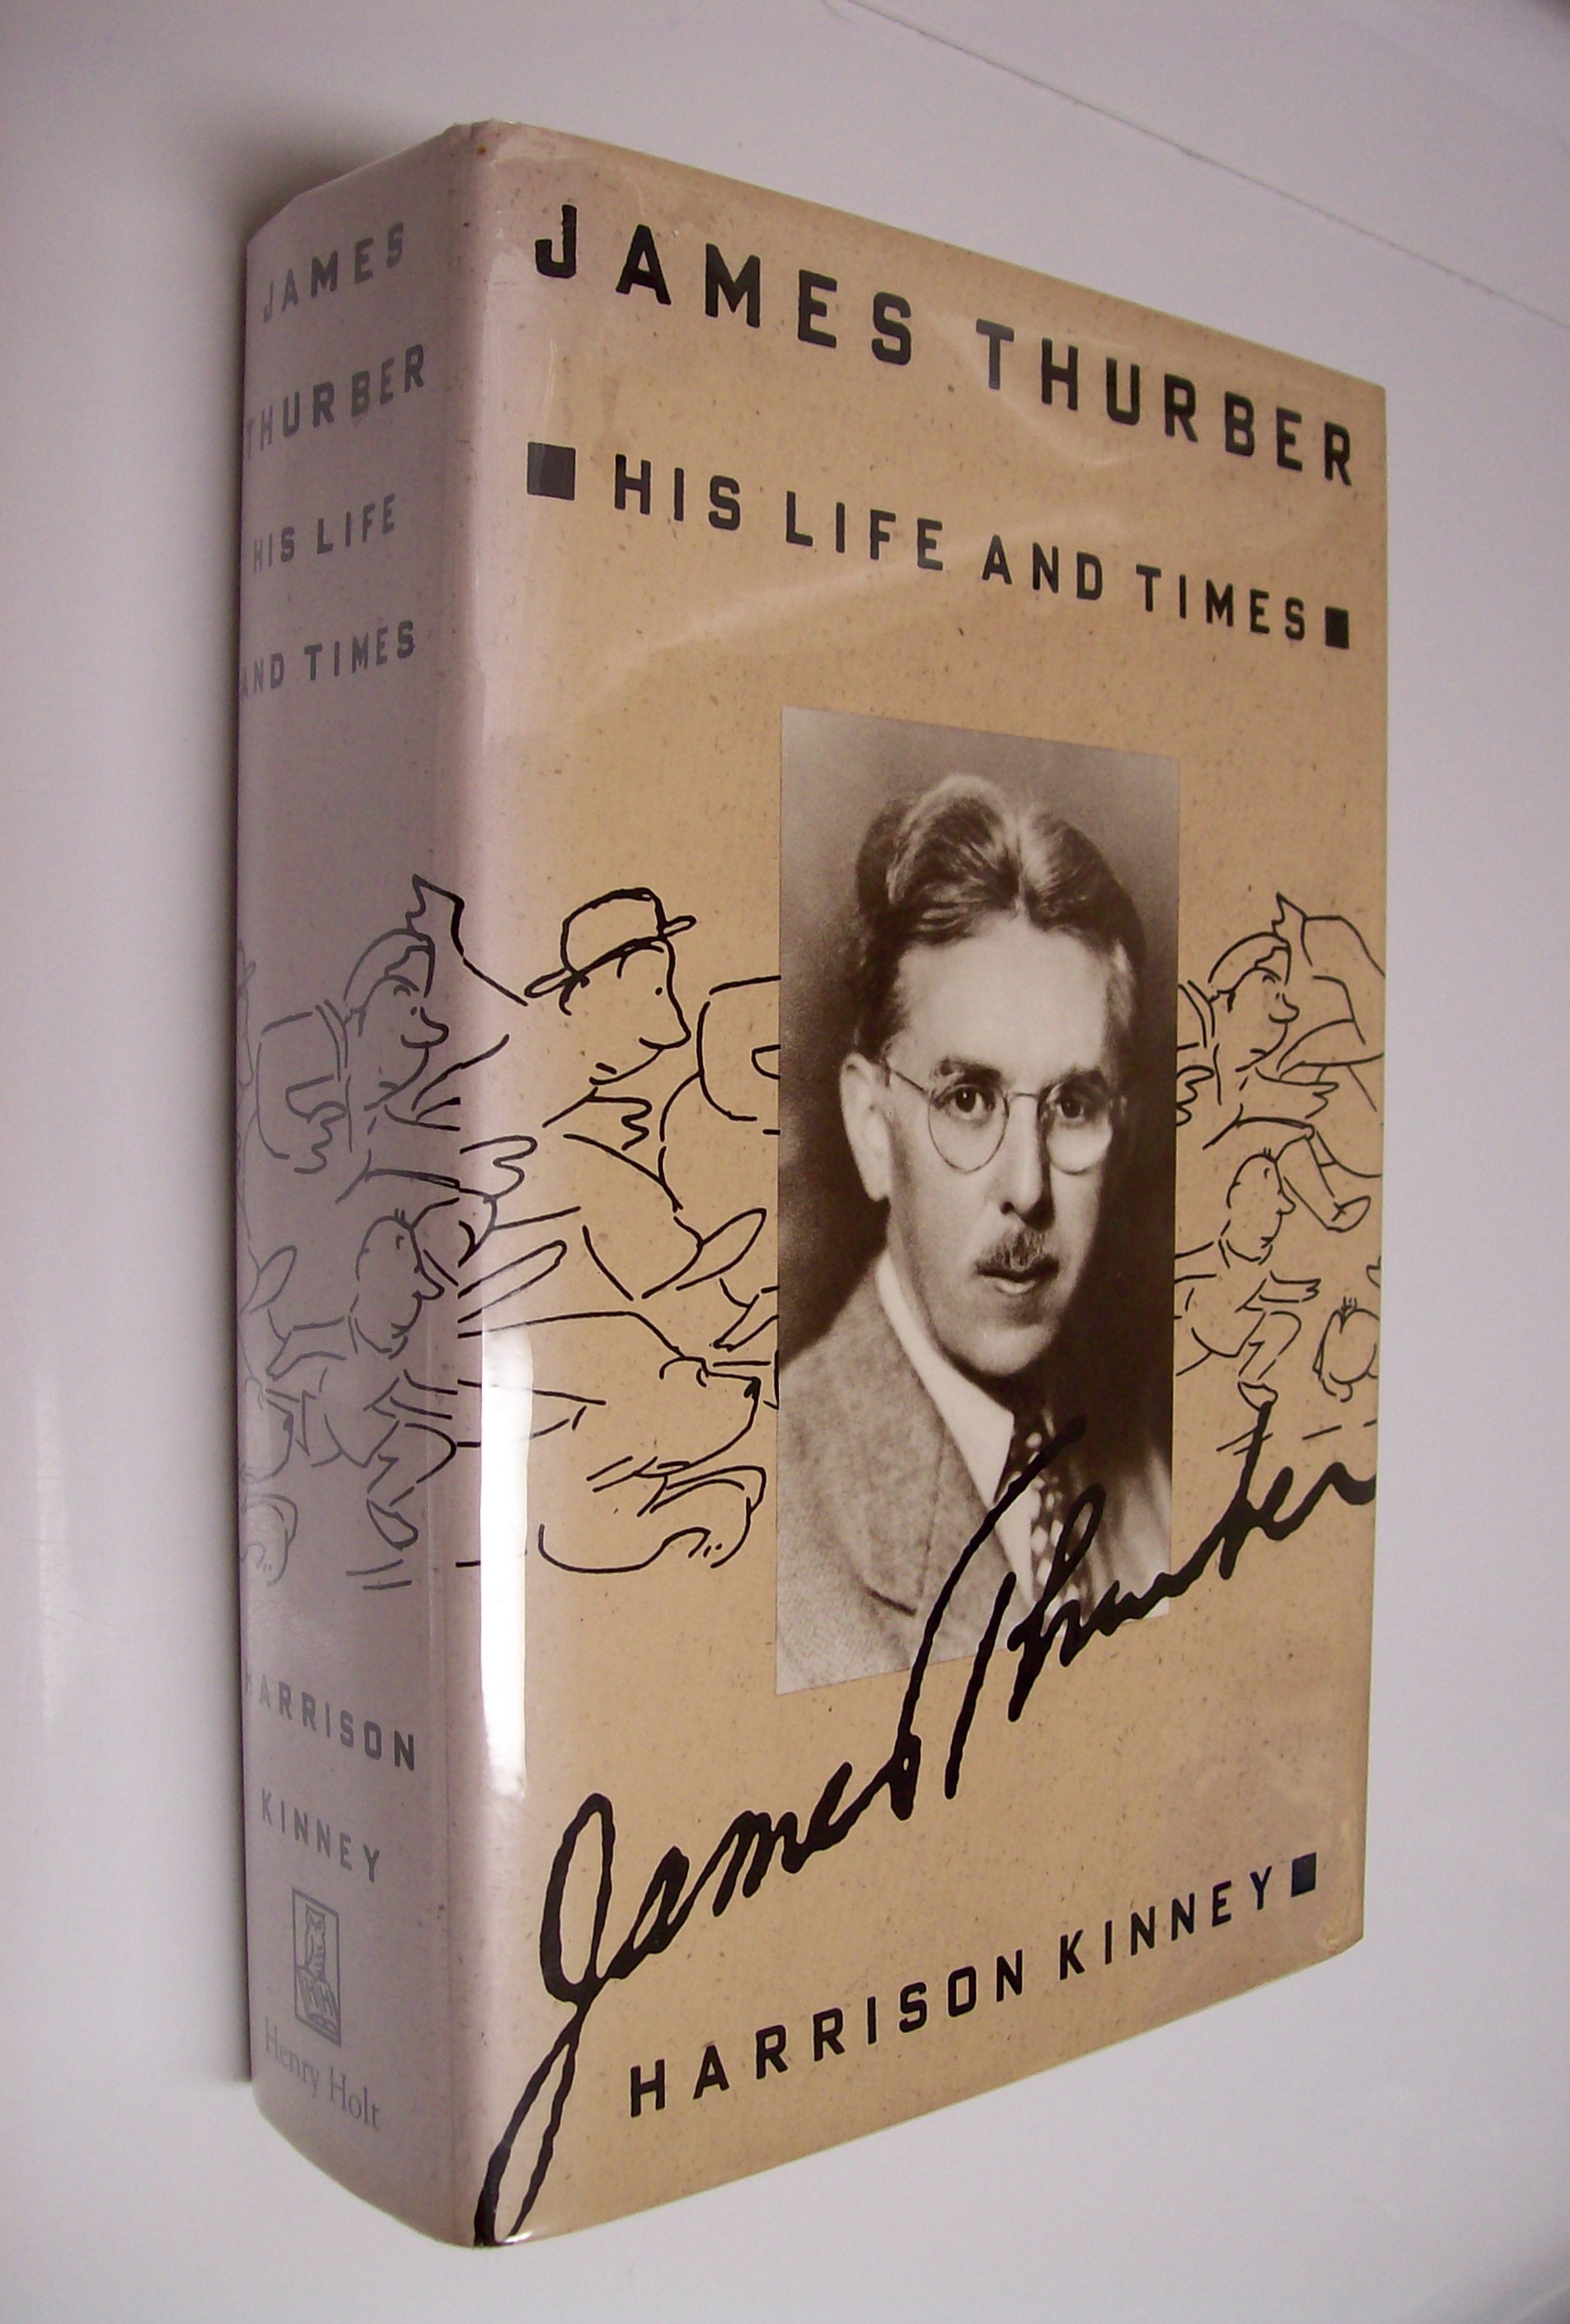 JAMES
THURBER
HIS LIFE
AND TIMES
HARRISON
KINNEY
Henry Holt
JAMES THURBER
■ HIS LIFE AND TIMES ■
James Thurber
HARRISON KINNEY ■